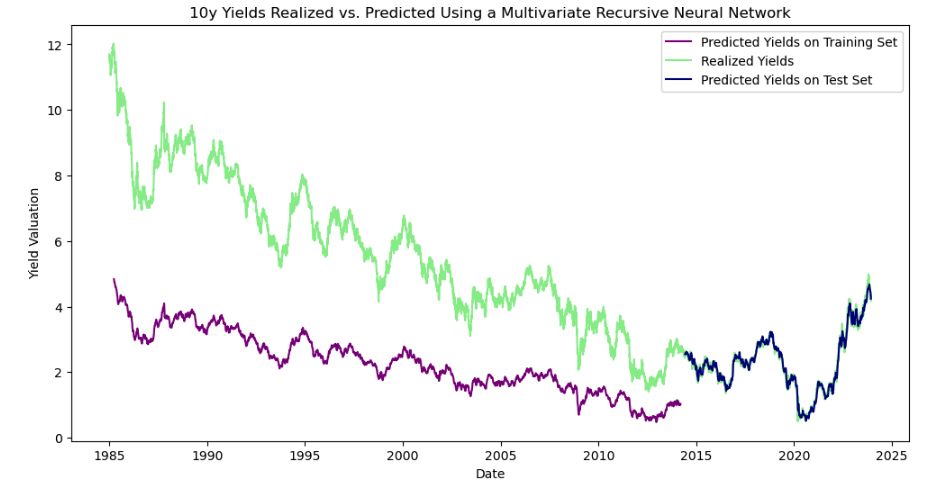 10y Yields Realized vs. Predicted Using a Multivariate Recursive Neural Network
Predicted Yields on Training Set
Realized Yields
Predicted Yields on Test Set
Yield Valuation
12
10
8
6
4
2
0
1985 1990 1995 2000 2005 2010 2015 2020 2025
Date